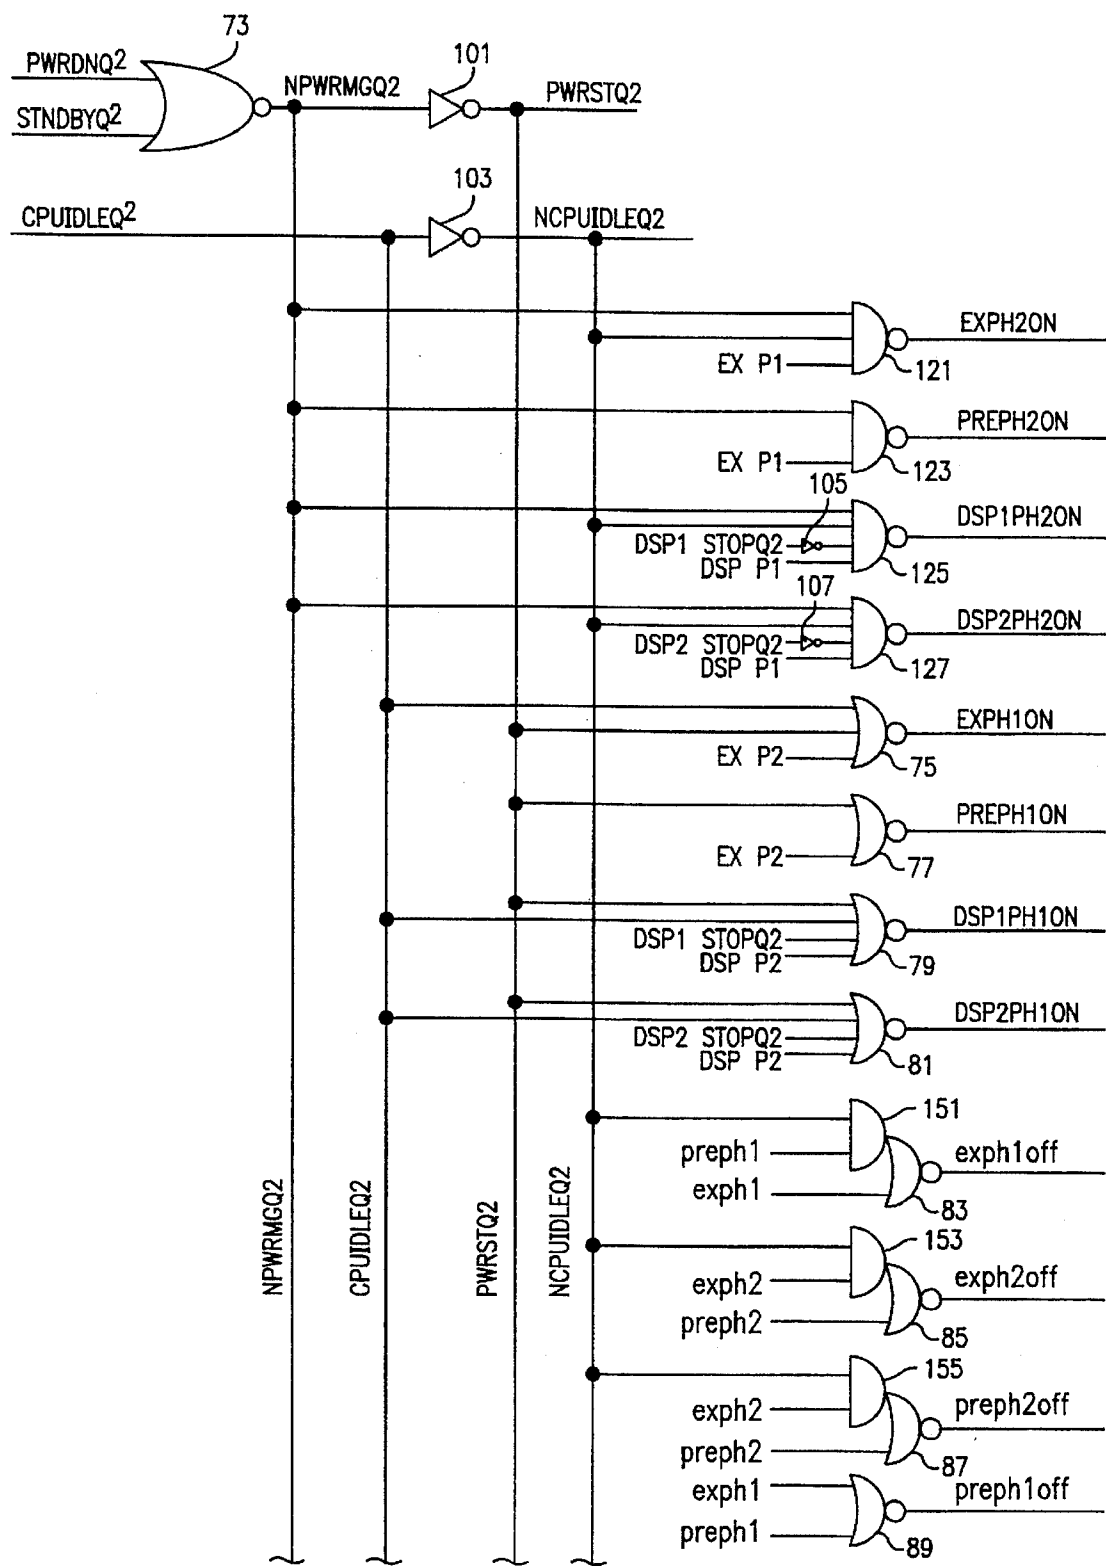 73
PWRDNQ2
STNDBYQ2
NPWRMGQ2
101
PWRSTQ2
CPUIDLEQ2
103
NCPUIDLEQ2
EXPH2ON
EX P1
121
PREPH2ON
EX P1
123
105
DSP1PH2ON
DSP1 STOPQ2
DSP P1
125
107
DSP2PH2ON
DSP2 STOPQ2
DSP P1
127
EXPH1ON
EX P2
75
PREPH1ON
EX P2
77
DSP1PH1ON
DSP1 STOPQ2
DSP P2
79
DSP2PH1ON
DSP2 STOPQ2
DSP P2
81
151
preph1
exph1off
exph1
83
NPWRMGQ2
CPUIDLEQ2
PWRSTQ2
NCPUIDLEQ2
153
exph2
exph2off
preph2
85
155
exph2
preph2off
preph2
87
exph1
preph1off
preph1
89